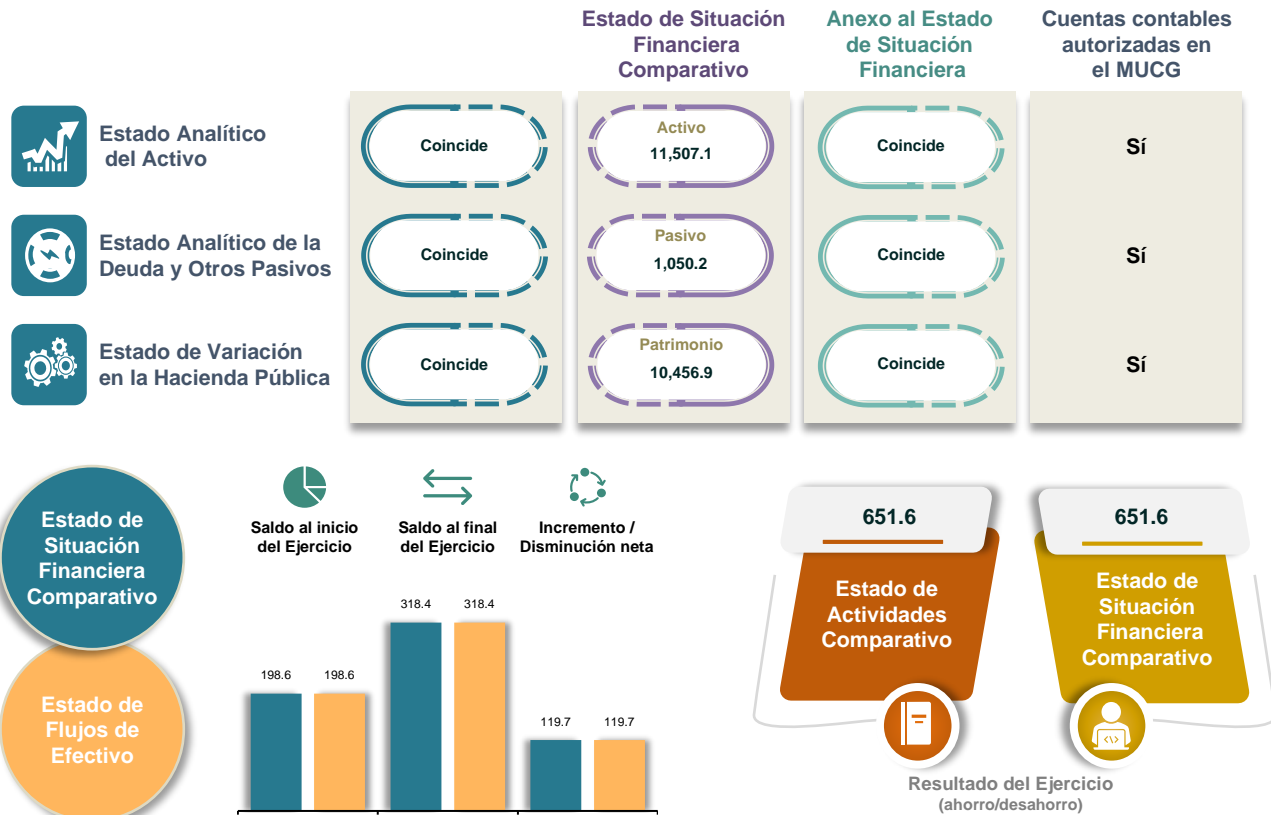 Estado de Situación
Financiera
Comparativo
Anexo al Estado
de Situación
Financiera
Cuentas contables
autorizadas en
el MUCG
Estado Analítico
del Activo
Coincide
Activo
11,507.1
Coincide
Sí
Estado Analítico de la
Deuda y Otros Pasivos
Coincide
Pasivo
1,050.2
Coincide
Sí
Estado de Variación
en la Hacienda Pública
Coincide
Patrimonio
10,456.9
Coincide
Sí
Estado de
Situación
Financiera
Comparativo
Estado de
Flujos de
Efectivo
Saldo al inicio
del Ejercicio
Saldo al final
del Ejercicio
Incremento /
Disminución neta
198.6
198.6
318.4
318.4
119.7
119.7
651.6
Estado de
Actividades
Comparativo
651.6
Estado de
Situación
Financiera
Comparativo
Resultado del Ejercicio
(ahorro/desahorro)